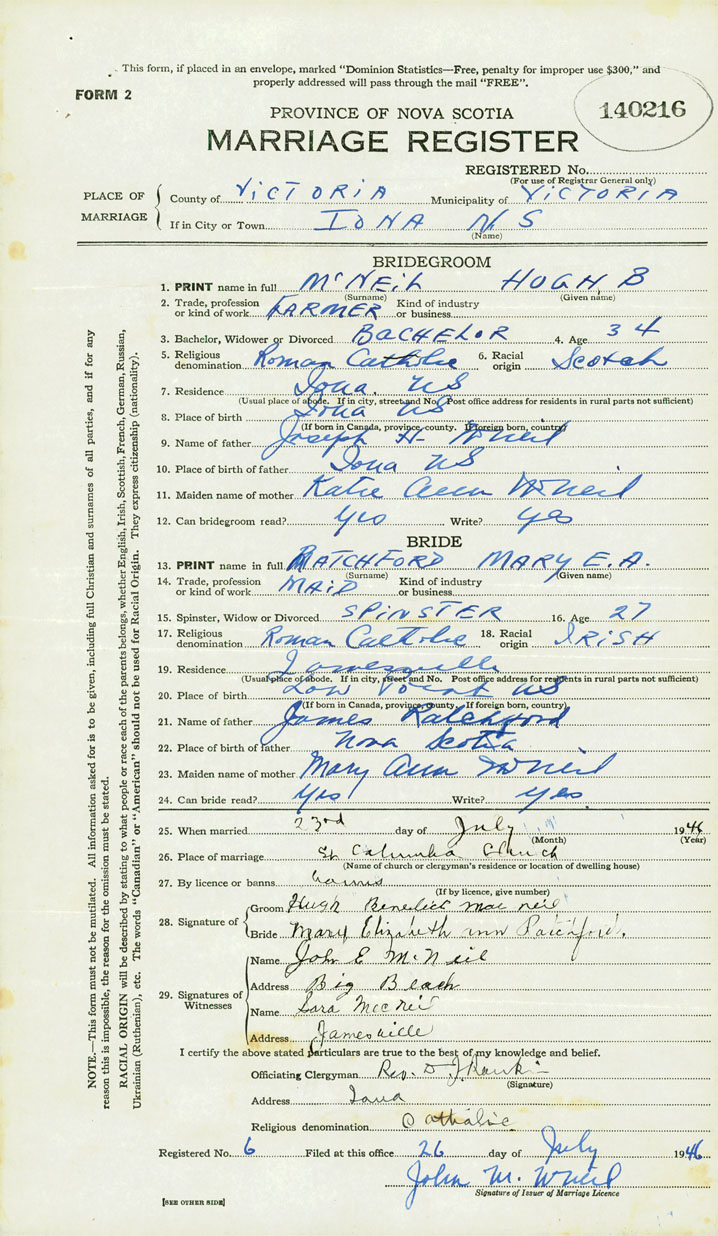 This form, if placed in an envelope, marked "Dominion Statistics—Free, penalty for improper use $300," and
properly addressed will pass through the mail "FREE".
FORM 2
140216
PROVINCE OF NOVA SCOTIA
MARRIAGE REGISTER
REGISTERED No.
(For use of Registrar General only)
PLACE OF MARRIAGE
County of VICTORIA Municipality of VICTORIA
If in City or Town IONA N S
(Name)
BRIDEGROOM
1. PRINT name in full McNEIL HUGH B
(Surname) (Given name)
2. Trade, profession or kind of work FARMER Kind of industry or business
3. Bachelor, Widower or Divorced BACHELOR 4. Age 34
5. Religious denomination Roman Catholic 6. Racial origin Scotch
7. Residence Iona, NS
(Usual place of abode. If in city, street and No. Post office address for residents in rural parts not sufficient)
8. Place of birth Iona NS
(If born in Canada, province, county. If foreign born, country)
9. Name of father Joseph H- McNeil
10. Place of birth of father Iona NS
11. Maiden name of mother Katie Ann McNeil
12. Can bridegroom read? Yes Write? Yes
BRIDE
13. PRINT name in full RATCHFORD MARY E.A.
(Surname) (Given name)
14. Trade, profession or kind of work MAID Kind of industry or business
15. Spinster, Widow or Divorced SPINSTER 16. Age 27
17. Religious denomination Roman Catholic 18. Racial origin IRISH
19. Residence Jamesville
(Usual place of abode. If in city, street and No. Post office address for residents in rural parts not sufficient)
20. Place of birth Low Point NS
(If born in Canada, province, county. If foreign born, country)
21. Name of father James Ratchford
22. Place of birth of father Nova Scotia
23. Maiden name of mother Mary Ann McNeil
24. Can bride read? Yes Write? Yes.
25. When married 23rd day of July 1946
(Month) (Year)
26. Place of marriage St Columba Church
(Name of church or clergyman's residence or location of dwelling house)
27. By licence or banns banns
(If by licence, give number)
28. Signature of
Groom Hugh Benedict Mac neil
Bride Mary Elizabeth Ann Ratchford.
29. Signatures of Witnesses
Name John E McNeil
Address Big Beach
Name Sara MacNeil
Address Jamesville
I certify the above stated particulars are true to the best of my knowledge and belief.
Officiating Clergyman Rev. D J Rankin
(Signature)
Address Iona
Religious denomination Catholic
Registered No. 6 Filed at this office 26 day of July 1946
John M. McNeil
Signature of Issuer of Marriage Licence
[SEE OTHER SIDE]
NOTE.—This form must not be mutilated. All information asked for is to be given, including full Christian and surnames of all parties, and if for any
reason this is impossible, the reason for the omission must be stated.
RACIAL ORIGIN will be described by stating to what people or race each of the parents belongs, whether English, Irish, Scottish, French, German, Russian,
Ukrainian (Ruthenian), etc. The words "Canadian" or "American" should not be used for Racial Origin. They express citizenship (nationality).